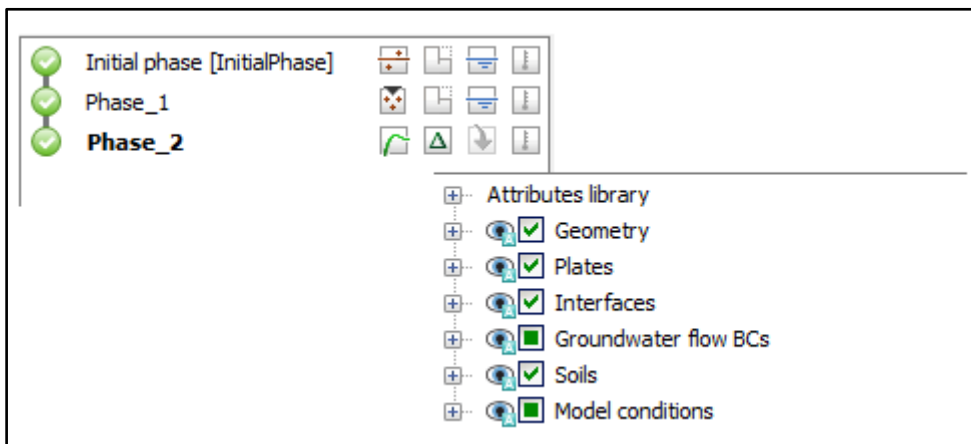 Initial phase [InitialPhase]
Phase_1
Phase_2
Attributes library
Geometry
Plates
Interfaces
Groundwater flow BCs
Soils
Model conditions